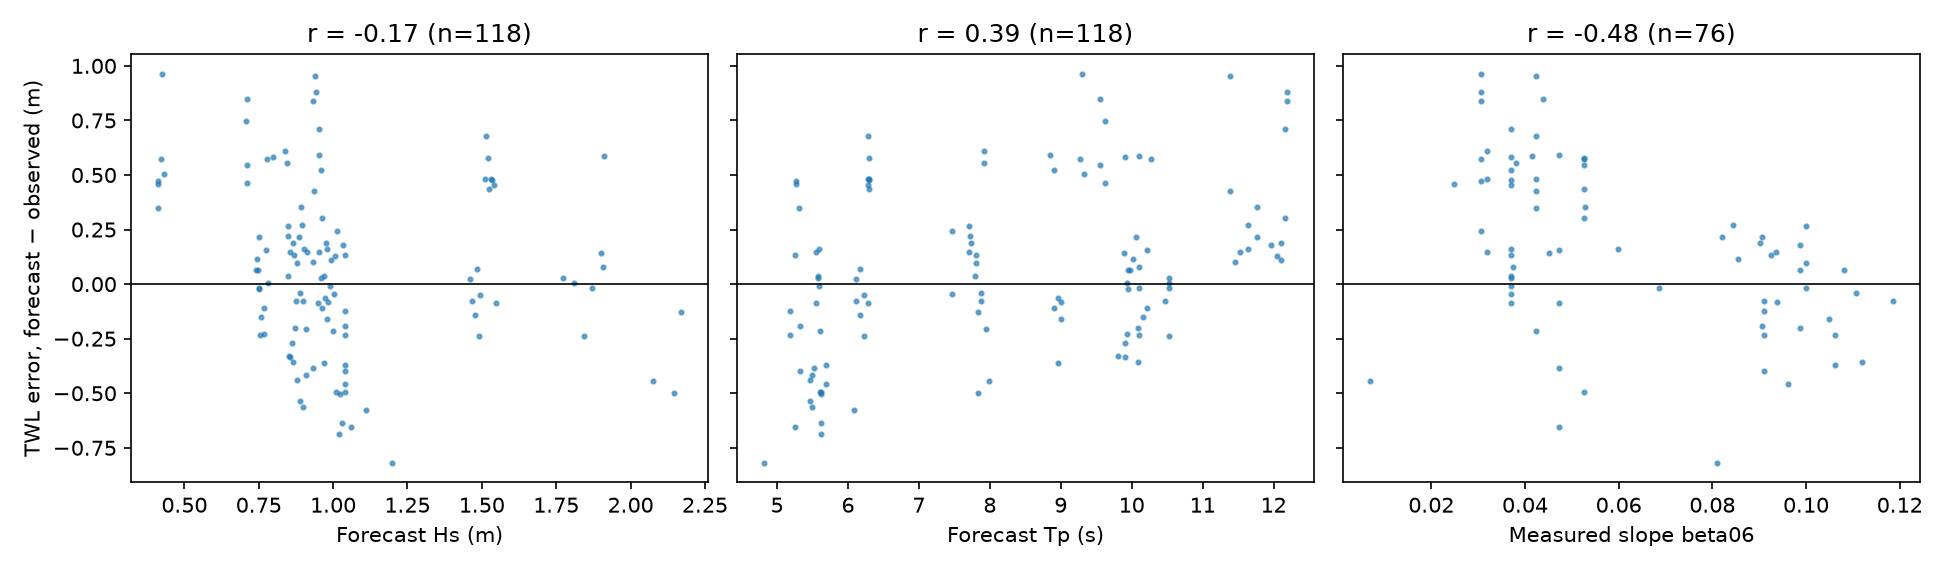 r = -0.17 (n=118)
r = 0.39 (n=118)
r = -0.48 (n=76)
TWL error, forecast − observed (m)
1.00
0.75
0.50
0.25
0.00
−0.25
−0.50
−0.75
0.50 0.75 1.00 1.25 1.50 1.75 2.00 2.25
Forecast Hs (m)
5 6 7 8 9 10 11 12
Forecast Tp (s)
0.02 0.04 0.06 0.08 0.10 0.12
Measured slope beta06